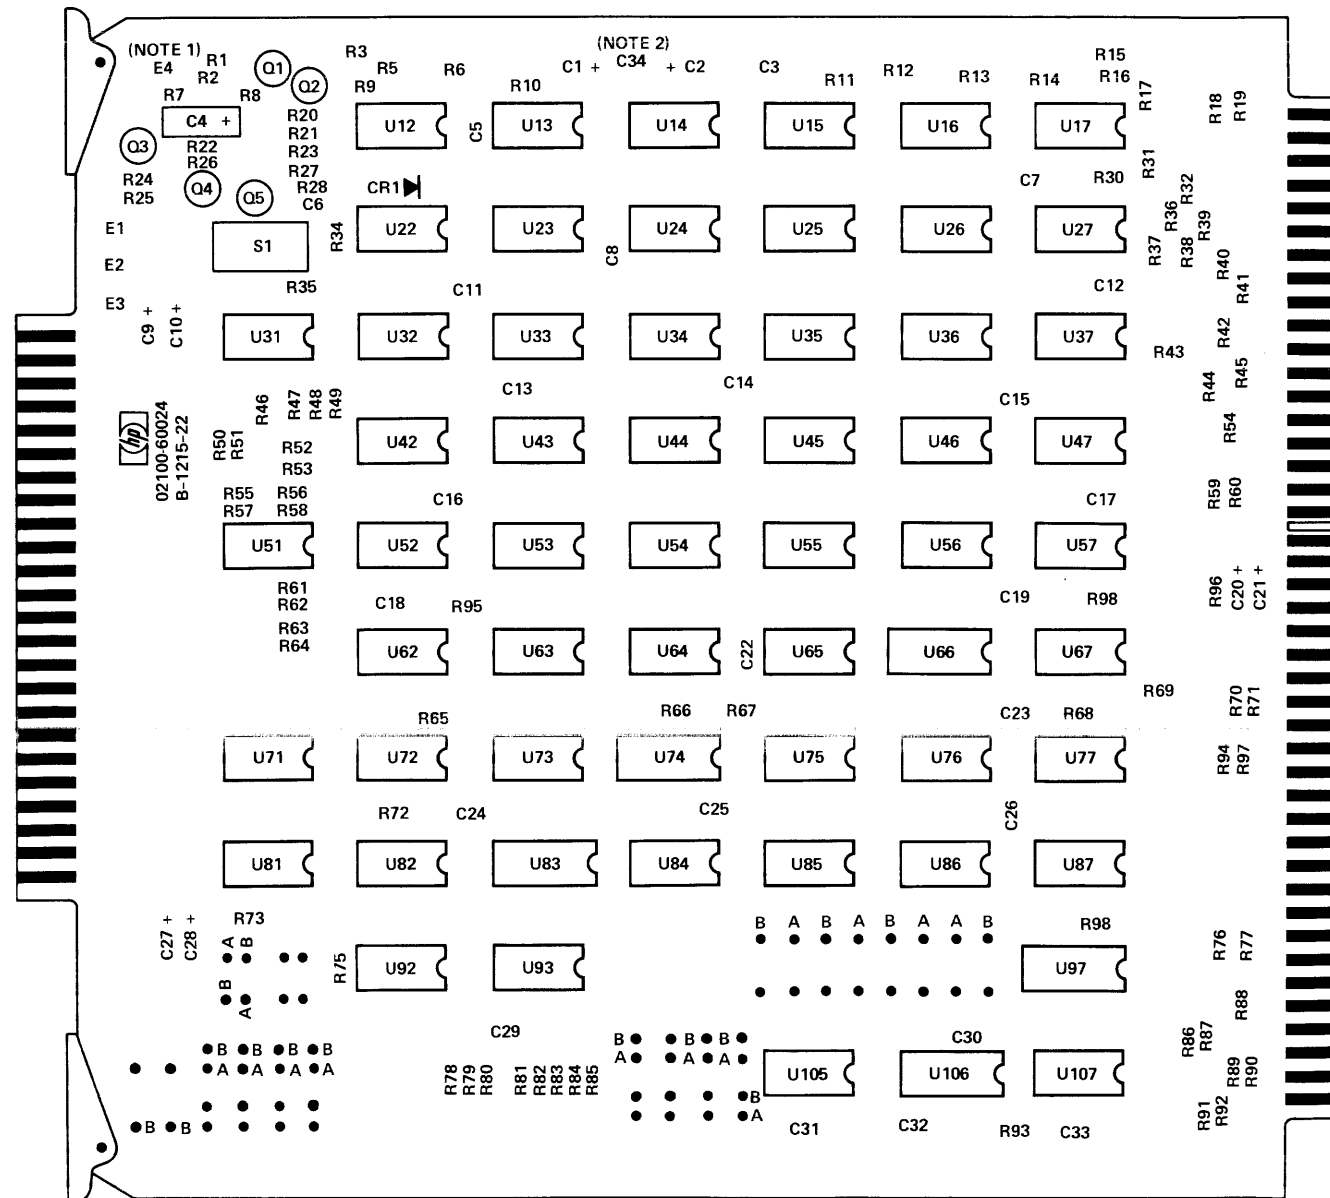 (NOTE 1) R1 R3 (NOTE 2) R15
E4 R2 Q1 R5 R6 C1 + C34 + C2 C3 R11 R12 R13 R14 R16
R7 R8 Q2 R9 R10 R17 R18 R19
C4 + R20
R21 U12 C5 U13 U14 U15 U16 U17
Q3 R22 R23
R26 R27 R31
R24 Q4 R28 CR1 C7 R30 R32
R25 Q5 C6
E1 S1 R34 U22 U23 C8 U24 U25 U26 U27 R36 R39
E2 R37 R38 R40
E3 R35 C11 C12 R41
C9 + C10 + U31 U32 U33 U34 U35 U36 U37 R42
R43
C13 C14 C15 R44 R45
hp R46 R47 R48 R49
02100-60024
B-1215-22
R50 R51 R52 U42 U43 U44 U45 U46 U47 R54
R53
R55 R56 C16 C17 R59 R60
R57 R58
U51 U52 U53 U54 U55 U56 U57
R61 R96 C20 + C21 +
R62 C18 R95 C19 R98
R63
R64 U62 U63 U64 C22 U65 U66 U67
R69 R70 R71
R65 R66 R67 C23 R68
U71 U72 U73 U74 U75 U76 U77 R94 R97
R72 C24 C25 C26
U81 U82 U83 U84 U85 U86 U87
C27 + C28 + R73 B A B A B A A B R98
A B R75 U92 U93 U97 R76 R77
B
A R88
C29 B B A B C30 R86 R87
B B B B A A A
A A A A R78 R79 R80 R81 R82 R83 R84 R85 U105 U106 U107 R89 R90
B
A
B B C31 C32 R93 C33 R91 R92